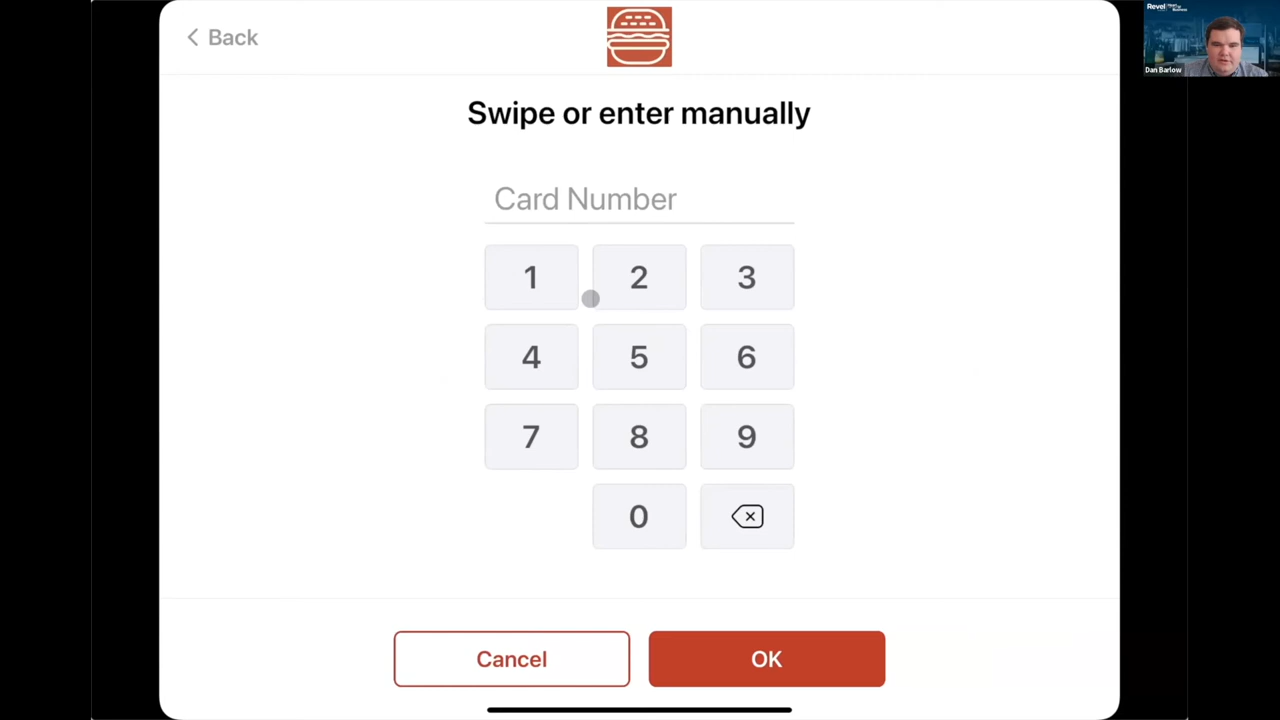 Back
Swipe or enter manually
Card Number
1 2 3
4 5 6
7 8 9
0
Cancel OK
Revel
Dan Barlow